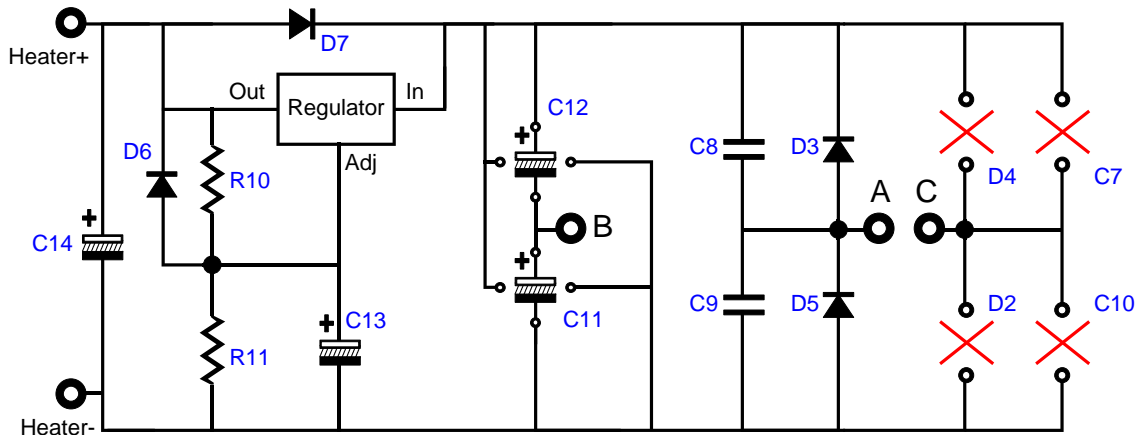 Heater+
D7
Out
Regulator
In
C12
+
D6
Adj
C8
D3
D4
C7
R10
A
C
+
B
C14
+
C9
D5
D2
C10
+
C13
C11
R11
Heater-